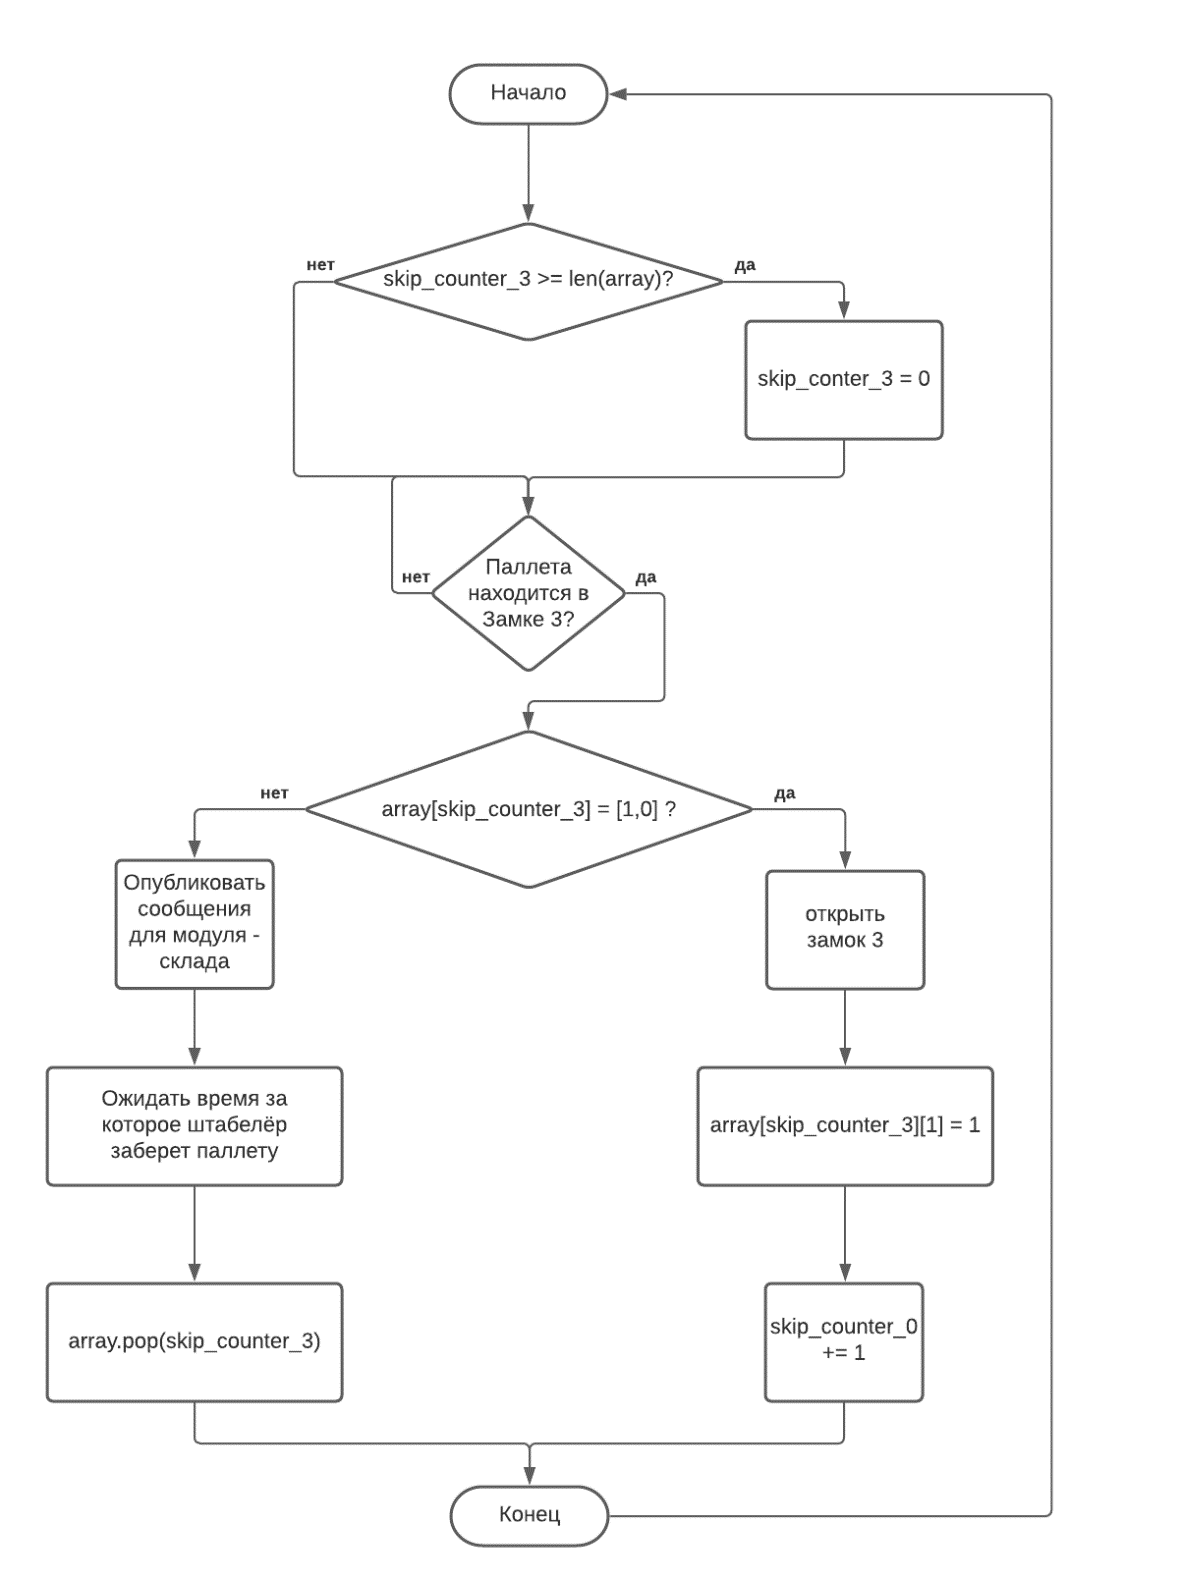 Начало
нет
да
skip_counter_3 >= len(array)?
skip_conter_3 = 0
Паллета
находится в
Замке 3?
нет
да
нет
да
array[skip_counter_3] = [1,0] ?
Опубликовать
сообщения
для модуля -
склада
открыть
замок 3
Ожидать время за
которое штабелёр
заберет паллету
array[skip_counter_3][1] = 1
array.pop(skip_counter_3)
skip_counter_0
+= 1
Конец